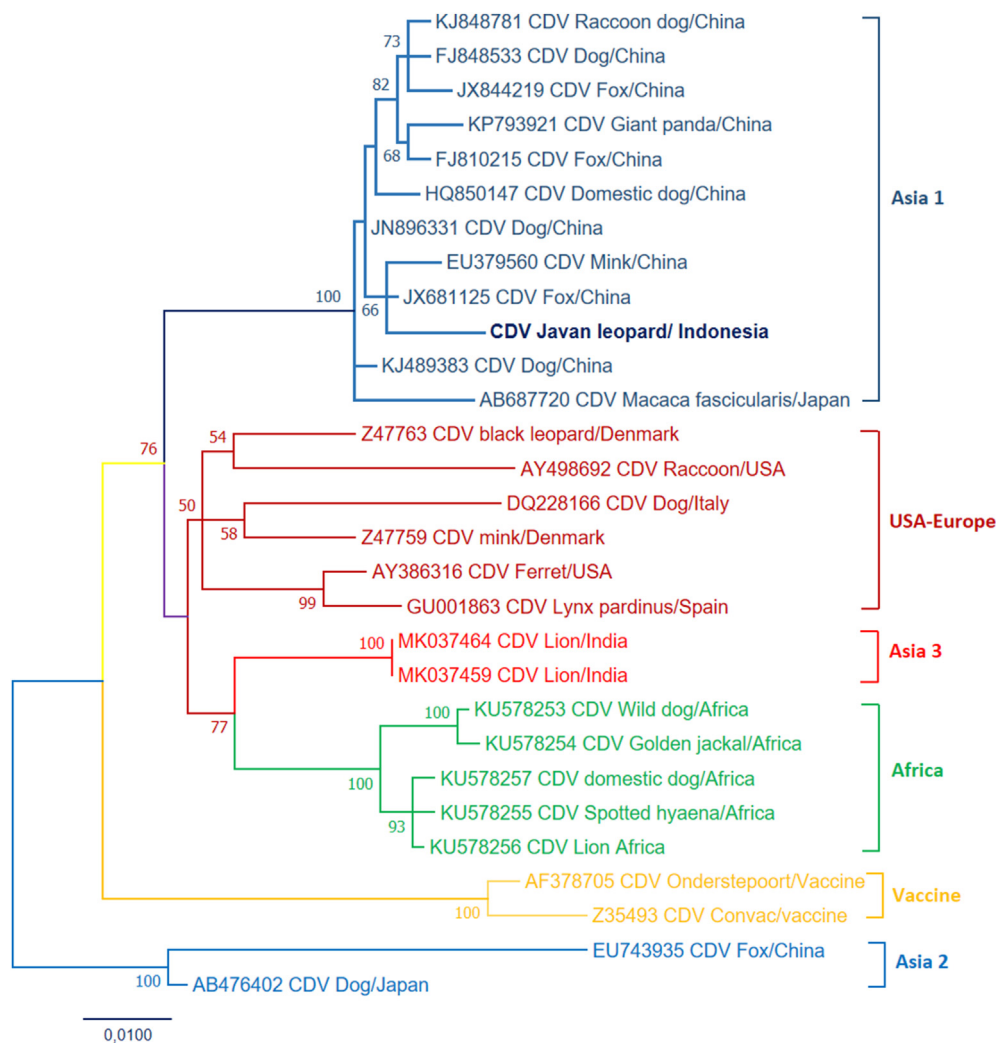 KJ848781 CDV Raccoon dog/China
73
FJ848533 CDV Dog/China
82
JX844219 CDV Fox/China
KP793921 CDV Giant panda/China
68
FJ810215 CDV Fox/China
HQ850147 CDV Domestic dog/China
Asia 1
JN896331 CDV Dog/China
EU379560 CDV Mink/China
100
JX681125 CDV Fox/China
66
CDV Javan leopard/ Indonesia
KJ489383 CDV Dog/China
AB687720 CDV Macaca fascicularis/Japan
76
54
Z47763 CDV black leopard/Denmark
AY498692 CDV Raccoon/USA
50
DQ228166 CDV Dog/Italy
USA-Europe
58
Z47759 CDV mink/Denmark
AY386316 CDV Ferret/USA
99
GU001863 CDV Lynx pardinus/Spain
100
MK037464 CDV Lion/India
Asia 3
MK037459 CDV Lion/India
77
100
KU578253 CDV Wild dog/Africa
KU578254 CDV Golden jackal/Africa
Africa
100
KU578257 CDV domestic dog/Africa
KU578255 CDV Spotted hyaena/Africa
93
KU578256 CDV Lion Africa
AF378705 CDV Onderstepoort/Vaccine
Vaccine
100
Z35493 CDV Convac/vaccine
EU743935 CDV Fox/China
Asia 2
100
AB476402 CDV Dog/Japan
0,0100